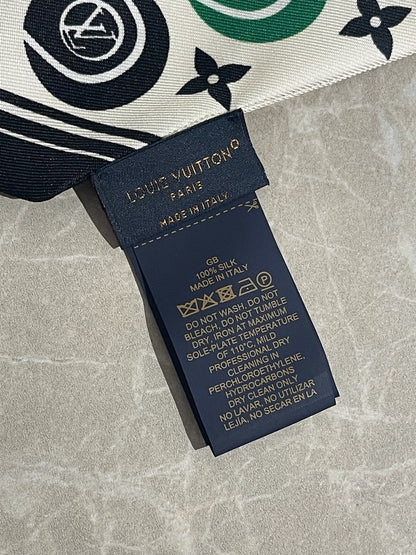 LV
LOUIS VUITTON®
PARIS
MADE IN ITALY
GB
100% SILK
MADE IN ITALY
P
DO NOT WASH, DO NOT
BLEACH, DO NOT TUMBLE
DRY, IRON AT MAXIMUM
SOLE-PLATE TEMPERATURE
OF 110°C, MILD
PROFESSIONAL DRY
CLEANING IN
PERCHLOROETHYLENE,
HYDROCARBONS
DRY CLEAN ONLY
NO LAVAR, NO UTILIZAR
LEJÍA, NO SECAR EN LA